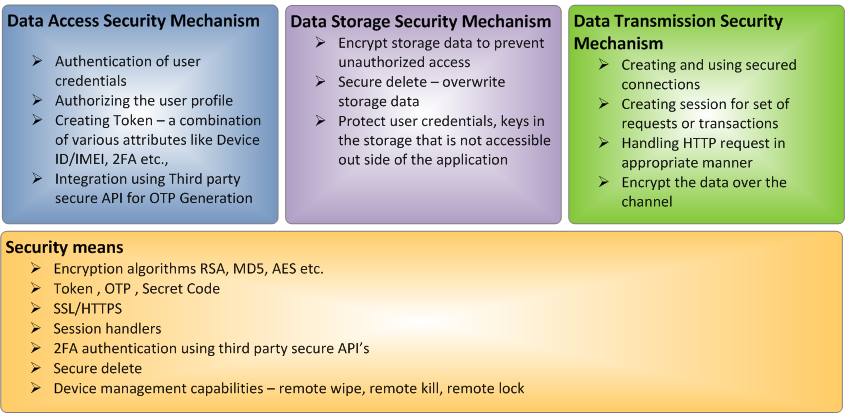 Data Access Security Mechanism
➢ Authentication of user
credentials
➢ Authorizing the user profile
➢ Creating Token – a combination
of various attributes like Device
ID/IMEI, 2FA etc.,
➢ Integration using Third party
secure API for OTP Generation
Data Storage Security Mechanism
➢ Encrypt storage data to prevent
unauthorized access
➢ Secure delete – overwrite
storage data
➢ Protect user credentials, keys in
the storage that is not accessible
out side of the application
Data Transmission Security
Mechanism
➢ Creating and using secured
connections
➢ Creating session for set of
requests or transactions
➢ Handling HTTP request in
appropriate manner
➢ Encrypt the data over the
channel
Security means
➢ Encryption algorithms RSA, MD5, AES etc.
➢ Token , OTP , Secret Code
➢ SSL/HTTPS
➢ Session handlers
➢ 2FA authentication using third party secure API’s
➢ Secure delete
➢ Device management capabilities – remote wipe, remote kill, remote lock